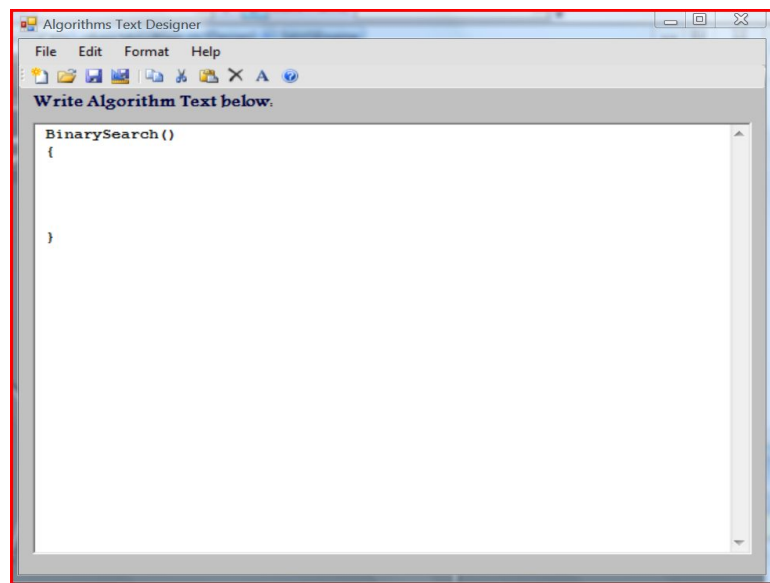 Algorithms Text Designer
File Edit Format Help
A
Write Algorithm Text below:
BinarySearch()
{
}